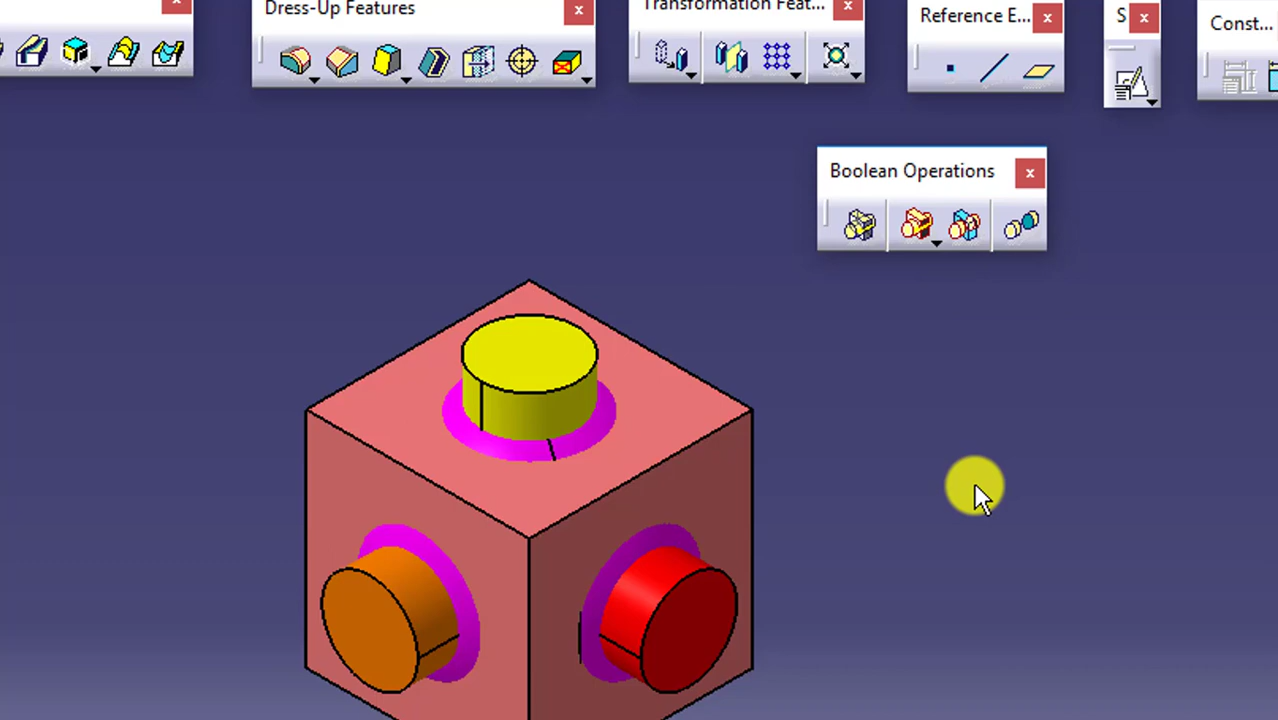 Dress-Up Features
Transformation Feat...
Reference E...
S
Const...
Boolean Operations